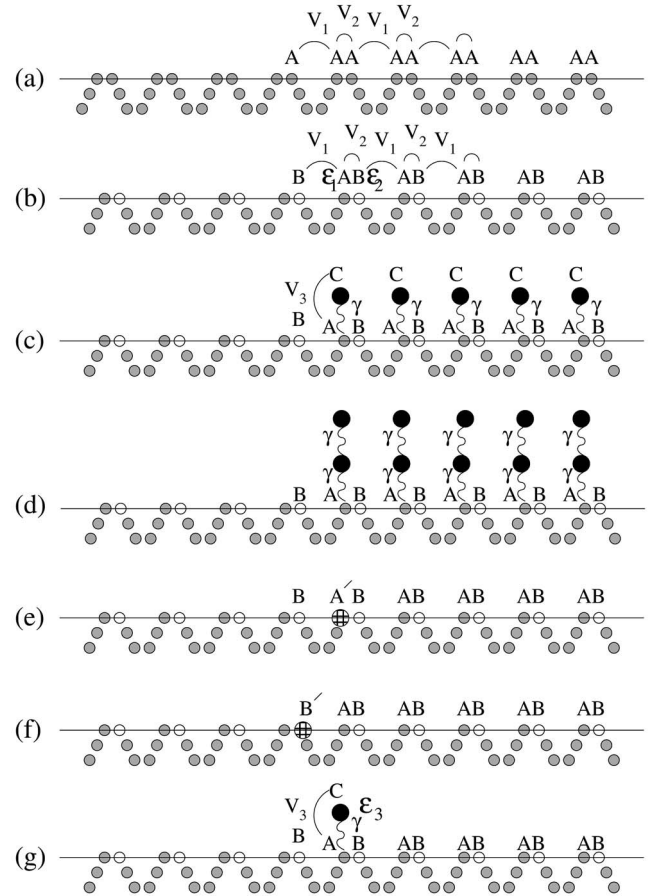 V₁ V₂ V₁ V₂
A AA AA AA AA AA
(a)
V₁ V₂ V₁ V₂ V₁
B ε₁ AB ε₂ AB AB AB AB
(b)
C C C C C
V₃
γ γ γ γ γ
B A B A B A B A B A B
(c)
γ γ γ γ γ
γ γ γ γ γ
B A B A B A B A B A B
(d)
B A′ B AB AB AB AB
(e)
B′ AB AB AB AB AB
(f)
C
V₃ ε₃
γ
B A B AB AB AB AB
(g)